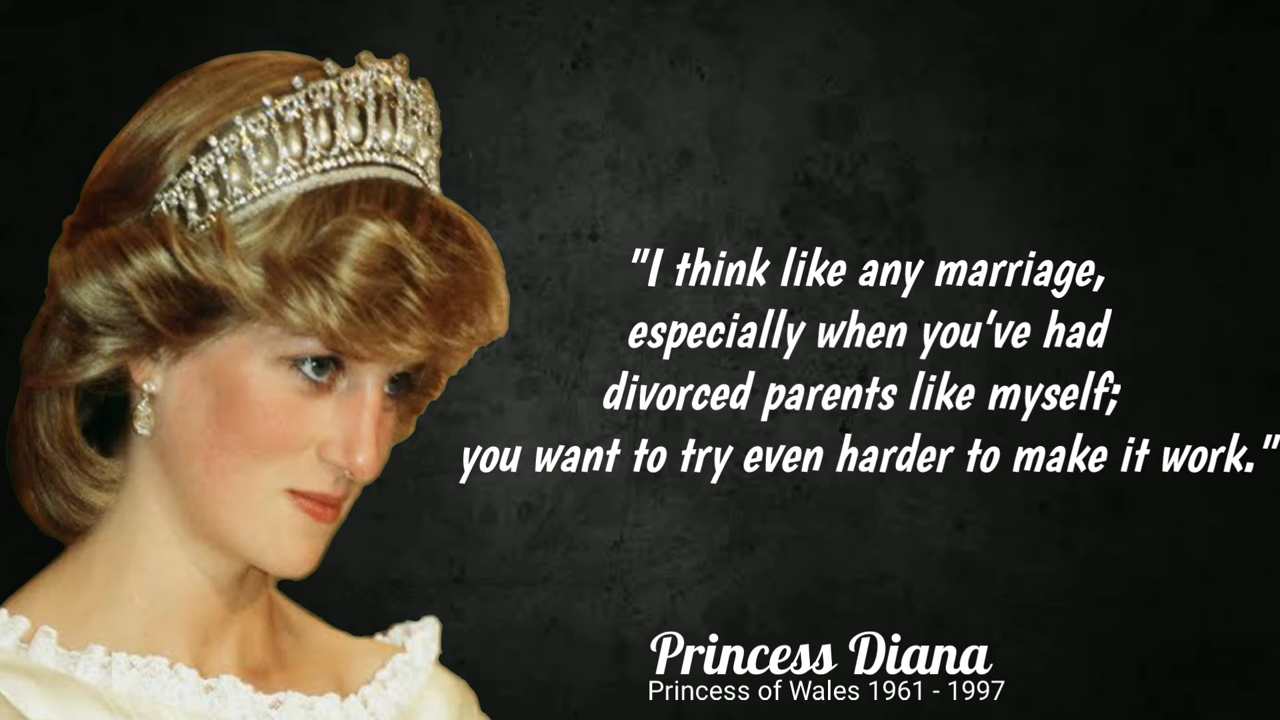 "I think like any marriage,
especially when you've had
divorced parents like myself;
you want to try even harder to make it work."
Princess Diana
Princess of Wales 1961 - 1997